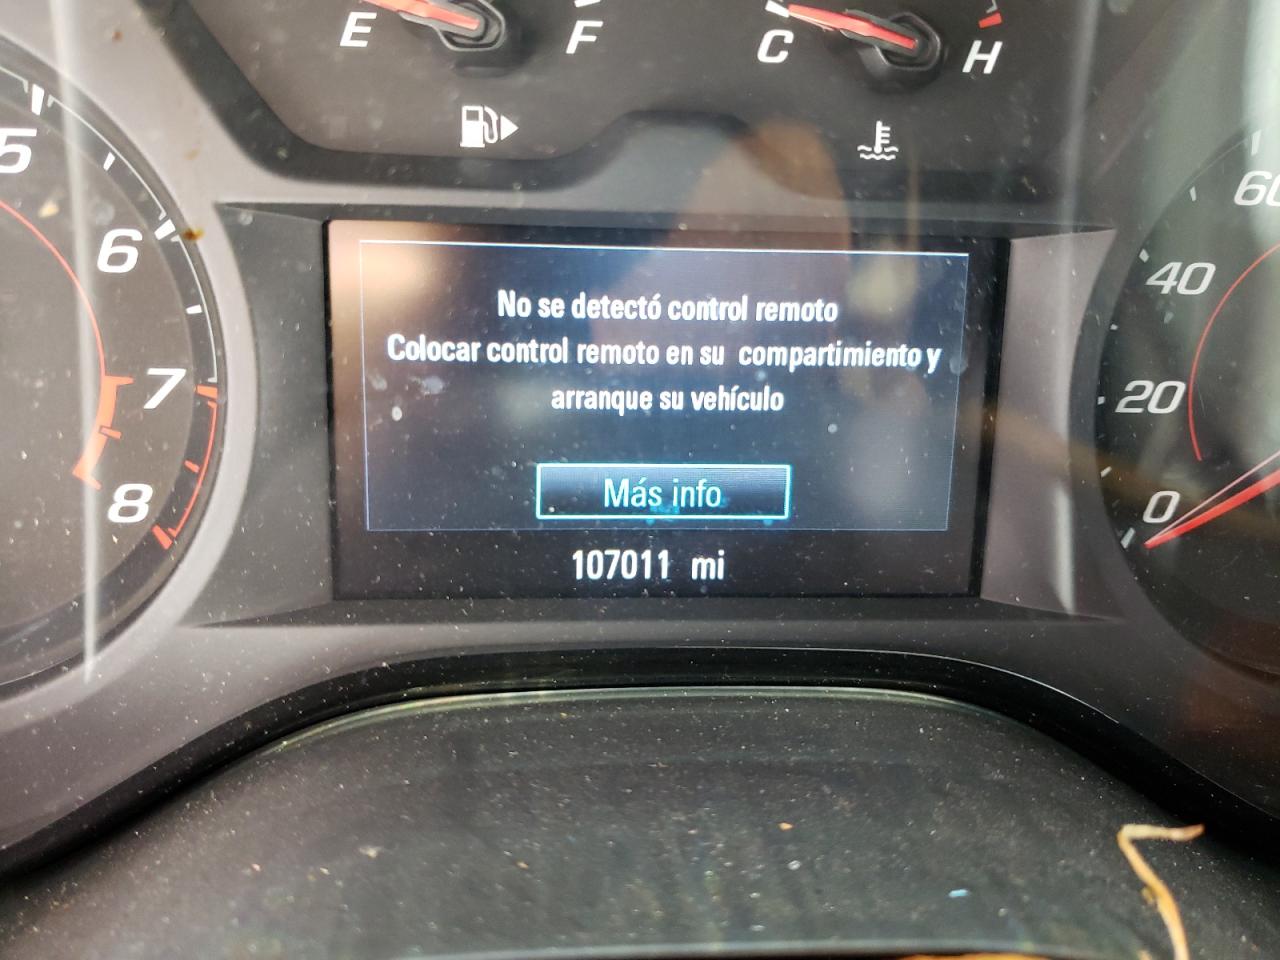 E F
C H
5
6
7
8
60
40
20
0
No se detectó control remoto
Colocar control remoto en su compartimiento y
arranque su vehículo
Más info
107011 mi